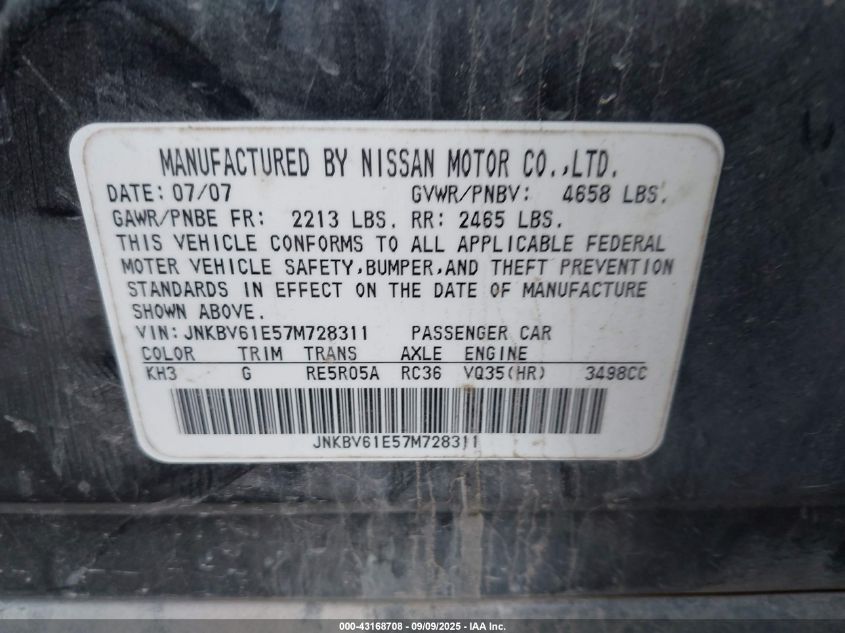 MANUFACTURED BY NISSAN MOTOR CO.,LTD.
DATE: 07/07 GVWR/PNBV: 4658 LBS.
GAWR/PNBE FR: 2213 LBS. RR: 2465 LBS.
THIS VEHICLE CONFORMS TO ALL APPLICABLE FEDERAL
MOTER VEHICLE SAFETY,BUMPER,AND THEFT PREVENTION
STANDARDS IN EFFECT ON THE DATE OF MANUFACTURE
SHOWN ABOVE.
VIN: JNKBV61E57M728311 PASSENGER CAR
COLOR TRIM TRANS AXLE ENGINE
KH3 G RE5R05A RC36 VQ35(HR) 3498CC
JNKBV61E57M728311
000-43168708 - 09/09/2025 - IAA Inc.